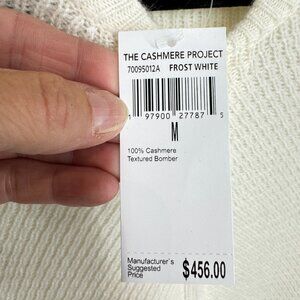 THE CASHMERE PROJECT
70095012A FROST WHITE
1 97900 27787 5
M
100% Cashmere
Textured Bomber
Manufacturer's
Suggested
Price
$456.00